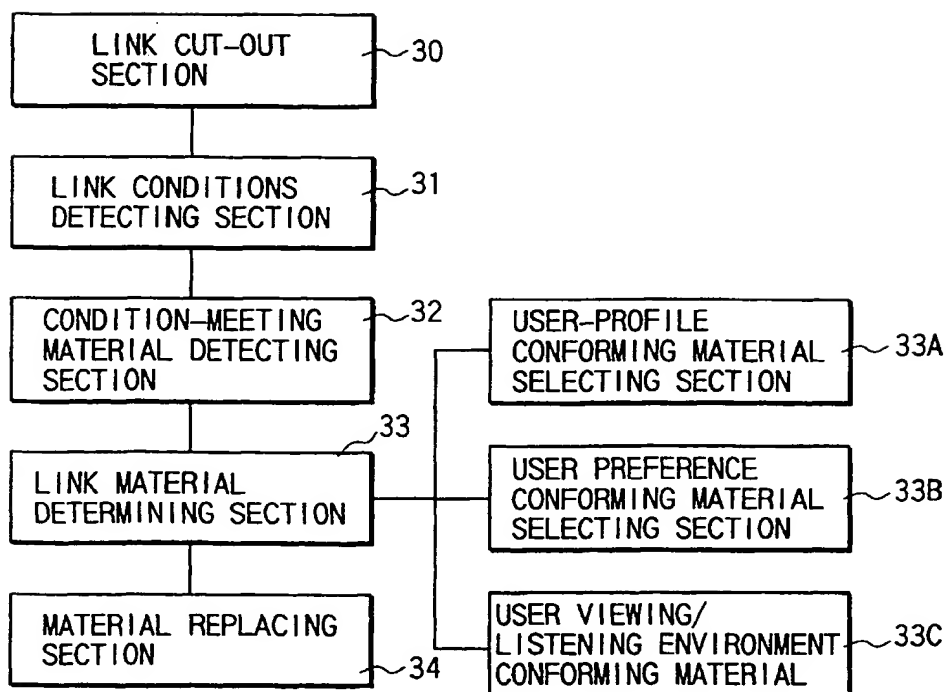 LINK CUT-OUT
SECTION
30
LINK CONDITIONS
DETECTING SECTION
31
CONDITION-MEETING
MATERIAL DETECTING
SECTION
32
LINK MATERIAL
DETERMINING SECTION
33
MATERIAL REPLACING
SECTION
34
USER-PROFILE
CONFORMING MATERIAL
SELECTING SECTION
33A
USER PREFERENCE
CONFORMING MATERIAL
SELECTING SECTION
33B
USER VIEWING/
LISTENING ENVIRONMENT
CONFORMING MATERIAL
33C